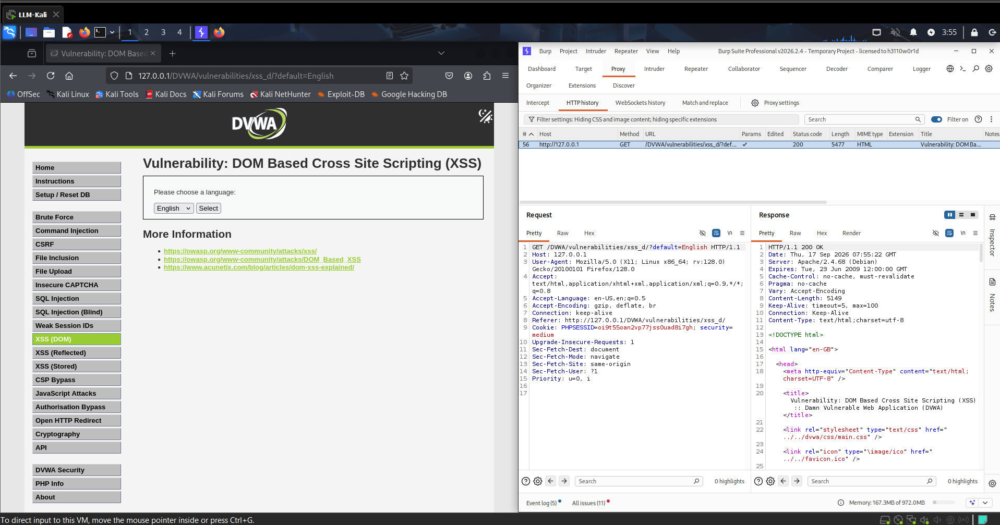 LLM-Kali
1 2 3 4
3:55
Vulnerability: DOM Based
127.0.0.1/DVWA/vulnerabilities/xss_d/?default=English
OffSec Kali Linux Kali Tools Kali Docs Kali Forums Kali NetHunter Exploit-DB Google Hacking DB
DVWA
Home
Instructions
Setup / Reset DB
Brute Force
Command Injection
CSRF
File Inclusion
File Upload
Insecure CAPTCHA
SQL Injection
SQL Injection (Blind)
Weak Session IDs
XSS (DOM)
XSS (Reflected)
XSS (Stored)
CSP Bypass
JavaScript Attacks
Authorisation Bypass
Open HTTP Redirect
Cryptography
API
DVWA Security
PHP Info
About
Vulnerability: DOM Based Cross Site Scripting (XSS)
Please choose a language:
English Select
More Information
https://owasp.org/www-community/attacks/xss/
https://owasp.org/www-community/attacks/DOM_Based_XSS
https://www.acunetix.com/blog/articles/dom-xss-explained/
Burp Project Intruder Repeater View Help Burp Suite Professional v2026.2.4 - Temporary Project - licensed to h3110w0r1d
Dashboard Target Proxy Intruder Repeater Collaborator Sequencer Decoder Comparer Logger
Organizer Extensions Discover
Intercept HTTP history WebSockets history Match and replace Proxy settings
Filter settings: Hiding CSS and image content; hiding specific extensions Search Filter on
# Host Method URL Params Edited Status code Length MIME type Extension Title Notes
56 http://127.0.0.1 GET /DVWA/vulnerabilities/xss_d/?def... ✓ 200 5477 HTML Vulnerability: DOM Ba...
Request
Pretty Raw Hex \n
1 GET /DVWA/vulnerabilities/xss_d/?default=English HTTP/1.1
2 Host: 127.0.0.1
3 User-Agent: Mozilla/5.0 (X11; Linux x86_64; rv:128.0)
Gecko/20100101 Firefox/128.0
4 Accept:
text/html,application/xhtml+xml,application/xml;q=0.9,*/*;
q=0.8
5 Accept-Language: en-US,en;q=0.5
6 Accept-Encoding: gzip, deflate, br
7 Connection: keep-alive
8 Referer: http://127.0.0.1/DVWA/vulnerabilities/xss_d/
9 Cookie: PHPSESSID=oi9t55oan2vp77jss0uad8i7gh; security=
medium
10 Upgrade-Insecure-Requests: 1
11 Sec-Fetch-Dest: document
12 Sec-Fetch-Mode: navigate
13 Sec-Fetch-Site: same-origin
14 Sec-Fetch-User: ?1
15 Priority: u=0, i
16
17
Search 0 highlights
Response
Pretty Raw Hex Render \n
1 HTTP/1.1 200 OK
2 Date: Thu, 17 Sep 2026 07:55:22 GMT
3 Server: Apache/2.4.68 (Debian)
4 Expires: Tue, 23 Jun 2009 12:00:00 GMT
5 Cache-Control: no-cache, must-revalidate
6 Pragma: no-cache
7 Vary: Accept-Encoding
8 Content-Length: 5149
9 Keep-Alive: timeout=5, max=100
10 Connection: Keep-Alive
11 Content-Type: text/html;charset=utf-8
12
13 <!DOCTYPE html>
14
15 <html lang="en-GB">
16
17 <head>
18 <meta http-equiv="Content-Type" content="text/html;
charset=UTF-8" />
19
20 <title>
Vulnerability: DOM Based Cross Site Scripting (XSS)
:: Damn Vulnerable Web Application (DVWA)
</title>
21
22 <link rel="stylesheet" type="text/css" href="
../../dvwa/css/main.css" />
23
24 <link rel="icon" type="\image/ico" href="
../../favicon.ico" />
25
Search 0 highlights
Inspector
Notes
Event log (5) All issues (11) Memory: 167.3MB of 972.0MB
To direct input to this VM, move the mouse pointer inside or press Ctrl+G.